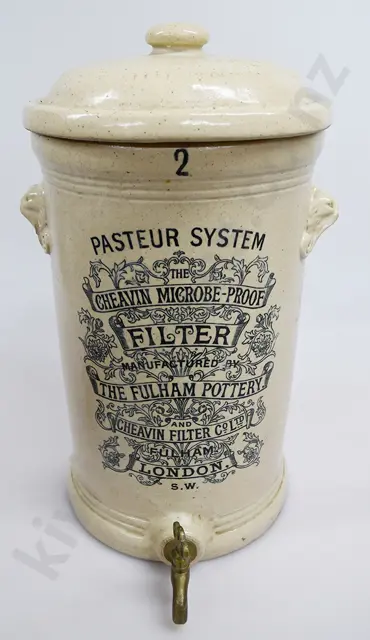 2
PASTEUR SYSTEM
THE
CHEAVIN MICROBE-PROOF
FILTER
MANUFACTURED BY
THE FULHAM POTTERY.
AND
CHEAVIN FILTER CO LTD
FULHAM
LONDON.
S.W.